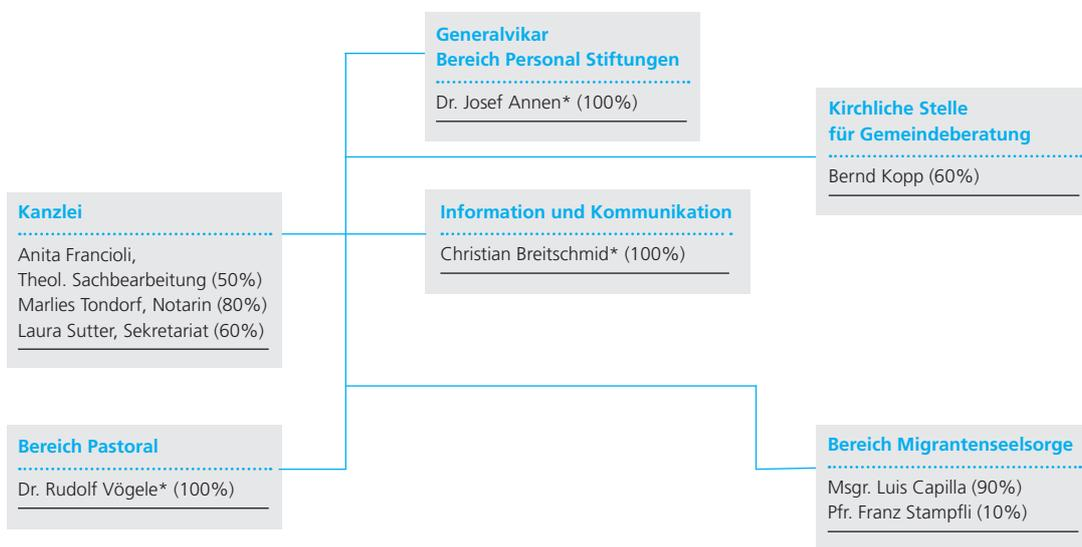 Generalvikar
Bereich Personal Stiftungen
Dr. Josef Annen* (100%)
Kirchliche Stelle
für Gemeindeberatung
Bernd Kopp (60%)
Kanzlei
Anita Francioli,
Theol. Sachbearbeitung (50%)
Marlies Tondorf, Notarin (80%)
Laura Sutter, Sekretariat (60%)
Information und Kommunikation
Christian Breitschmid* (100%)
Bereich Pastoral
Dr. Rudolf Vögele* (100%)
Bereich Migrantenseelsorge
Msgr. Luis Capilla (90%)
Pfr. Franz Stampfli (10%)